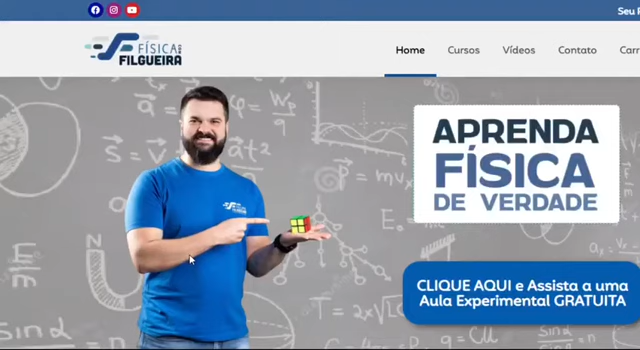 Seu
FÍSICA
FILGUEIRA
Home
Cursos
Vídeos
Contato
APRENDA
FÍSICA
DE VERDADE
CLIQUE AQUI e Assista a uma
Aula Experimental GRATUITA